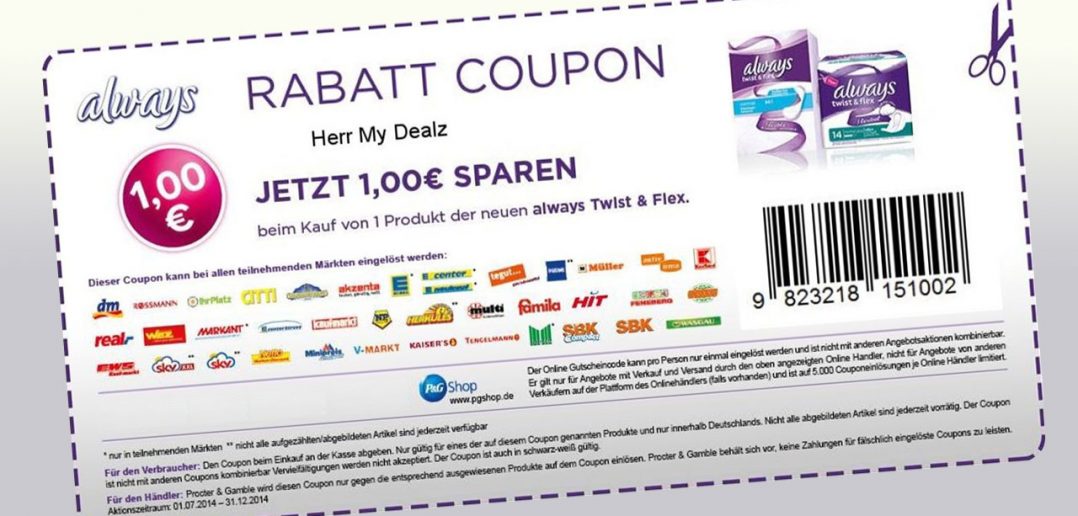 always
RABATT COUPON
Herr My Dealz
1,00
€
JETZT 1,00€ SPAREN
beim Kauf von 1 Produkt der neuen always Twist & Flex.
always
twist & flex
always
twist & flex
14
9 823218 151002
Dieser Coupon kann bei allen teilnehmenden Märkten eingelöst werden:
dm ROSSMANN IhrPlatz CITTI akzenta E E center tegut... Müller Kaufland
real,- MARKANT kaufmarkt NP HERKULES multi famila HIT FENEBERG
EWS sky XXL sky Minipreis V-MARKT KAISER'S TENGELMANN SBK SBK WASGAU
P&G Shop
www.pgshop.de
Der Online Gutscheincode kann pro Person nur einmal eingelöst werden und ist nicht mit anderen Angebotsaktionen kombinierbar.
Er gilt nur für Angebote mit Verkauf und Versand durch den oben angezeigten Online Händler, nicht für Angebote von anderen
Verkäufern auf der Plattform des Onlinehändlers (falls vorhanden) und ist auf 5.000 Couponeinlösungen je Online Händler limitiert.
* nur in teilnehmenden Märkten ** nicht alle aufgezählten/abgebildeten Artikel sind jederzeit verfügbar
Für den Verbraucher: Den Coupon beim Einkauf an der Kasse abgeben. Nur gültig für eines der auf diesem Coupon genannten Produkte und nur innerhalb Deutschlands. Nicht alle abgebildeten Artikel sind jederzeit vorrätig. Der Coupon
ist nicht mit anderen Coupons kombinierbar Vervielfältigungen werden nicht akzeptiert. Der Coupon ist auch in schwarz-weiß gültig.
Für den Händler: Procter & Gamble wird diesen Coupon nur gegen die entsprechend ausgewiesenen Produkte auf dem Coupon einlösen. Procter & Gamble behält sich vor, keine Zahlungen für fälschlich eingelöste Coupons zu leisten.
Aktionszeitraum: 01.07.2014 – 31.12.2014